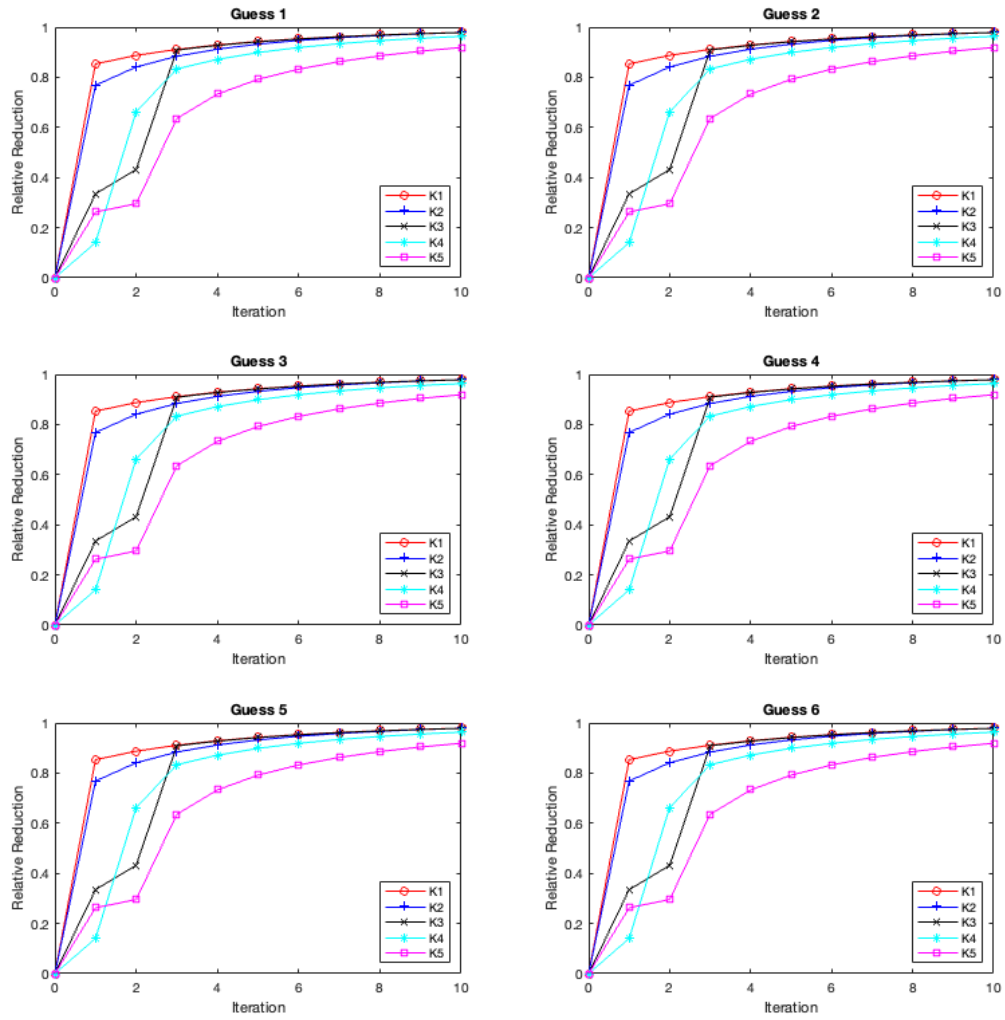 Guess 1
1
0.8
0.6
0.4
0.2
0
Relative Reduction
K1
K2
K3
K4
K5
0 2 4 6 8 10
Iteration
Guess 2
1
0.8
0.6
0.4
0.2
0
Relative Reduction
K1
K2
K3
K4
K5
0 2 4 6 8 10
Iteration
Guess 3
1
0.8
0.6
0.4
0.2
0
Relative Reduction
K1
K2
K3
K4
K5
0 2 4 6 8 10
Iteration
Guess 4
1
0.8
0.6
0.4
0.2
0
Relative Reduction
K1
K2
K3
K4
K5
0 2 4 6 8 10
Iteration
Guess 5
1
0.8
0.6
0.4
0.2
0
Relative Reduction
K1
K2
K3
K4
K5
0 2 4 6 8 10
Iteration
Guess 6
1
0.8
0.6
0.4
0.2
0
Relative Reduction
K1
K2
K3
K4
K5
0 2 4 6 8 10
Iteration